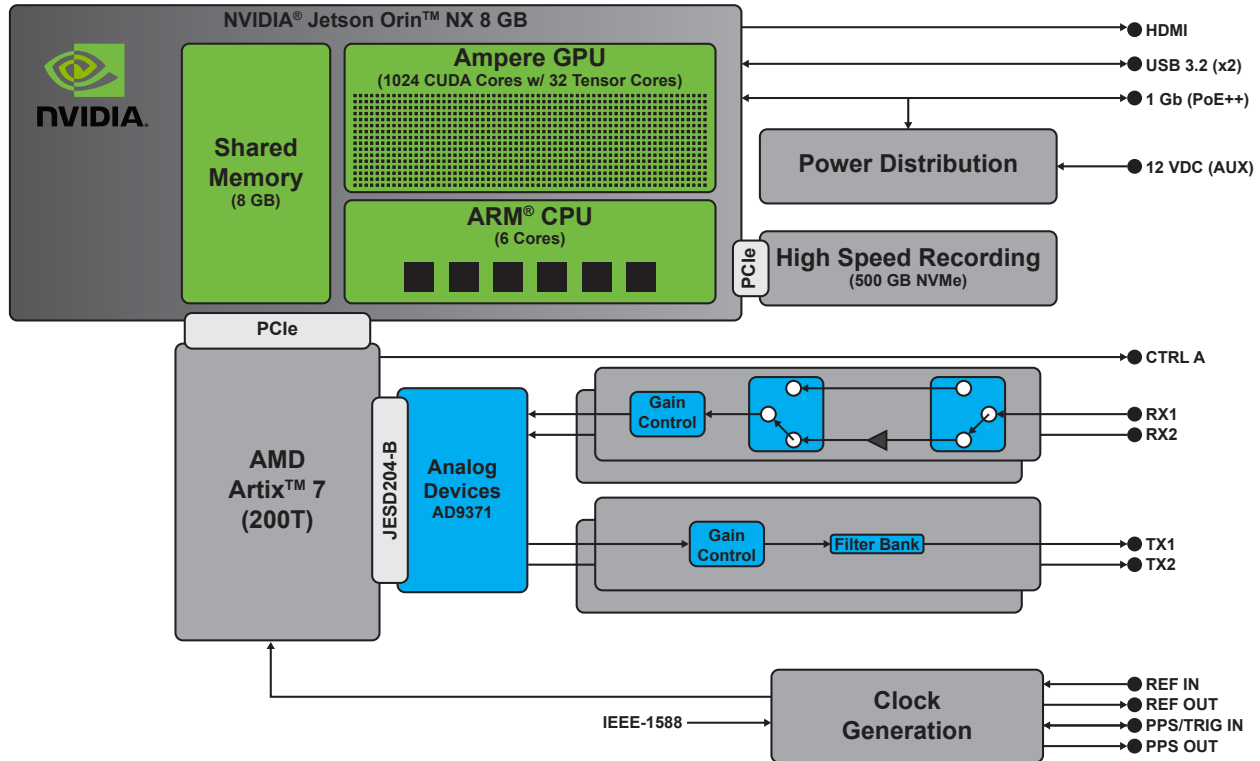 NVIDIA® Jetson Orin™ NX 8 GB
NVIDIA.
Shared
Memory
(8 GB)
Ampere GPU
(1024 CUDA Cores w/ 32 Tensor Cores)
ARM® CPU
(6 Cores)
HDMI
USB 3.2 (x2)
1 Gb (PoE++)
Power Distribution
12 VDC (AUX)
PCIe
High Speed Recording
(500 GB NVMe)
PCIe
CTRL A
AMD
Artix™ 7
(200T)
JESD204-B
Analog
Devices
AD9371
Gain
Control
RX1
RX2
Gain
Control
Filter Bank
TX1
TX2
IEEE-1588
Clock
Generation
REF IN
REF OUT
PPS/TRIG IN
PPS OUT